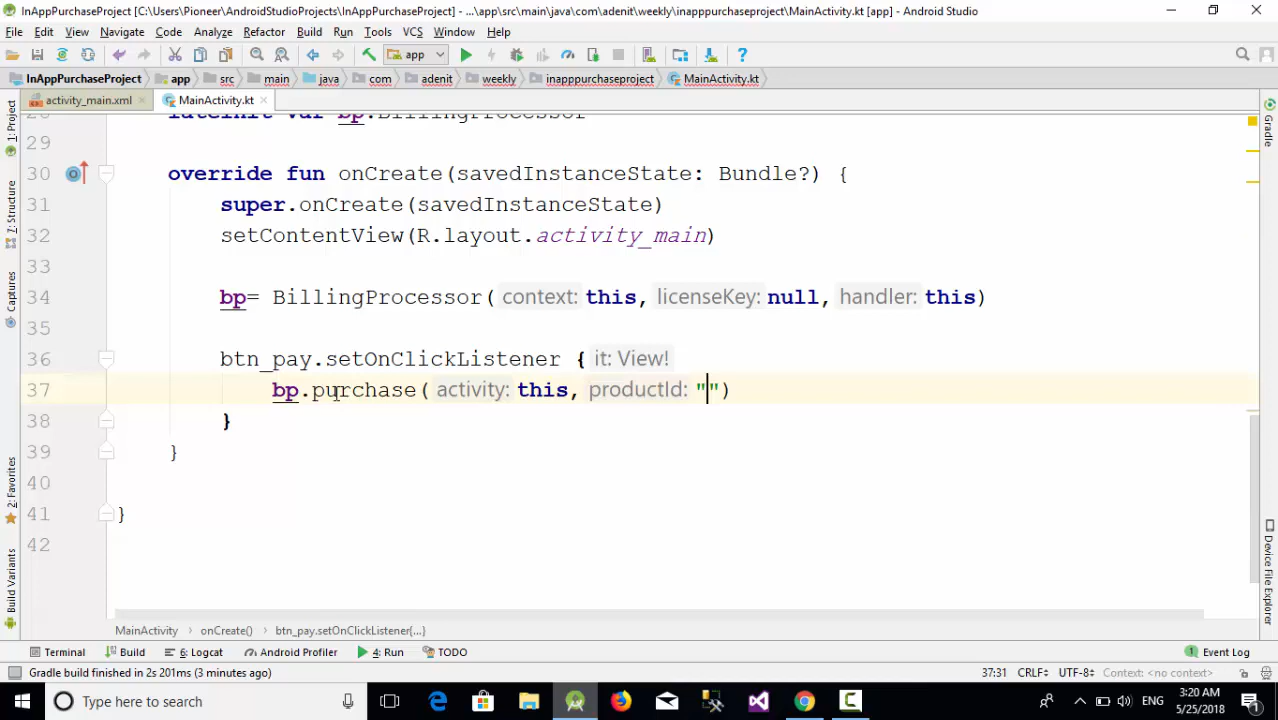 InAppPurchaseProject [C:\Users\Pioneer\AndroidStudioProjects\InAppPurchaseProject] - ...\app\src\main\java\com\adenit\weekly\inapppurchaseproject\MainActivity.kt [app] - Android Studio
File Edit View Navigate Code Analyze Refactor Build Run Tools VCS Window Help
app
InAppPurchaseProject app src main java com adenit weekly inapppurchaseproject MainActivity.kt
activity_main.xml MainActivity.kt
1: Project
7: Structure
Captures
2: Favorites
Build Variants
Gradle
Device File Explorer
28 lateinit var bp:BillingProcessor
29
30 override fun onCreate(savedInstanceState: Bundle?) {
31 super.onCreate(savedInstanceState)
32 setContentView(R.layout.activity_main)
33
34 bp= BillingProcessor( context: this, licenseKey: null, handler: this)
35
36 btn_pay.setOnClickListener { it: View!
37 bp.purchase( activity: this, productId: "")
38 }
39 }
40
41 }
42
MainActivity onCreate() btn_pay.setOnClickListener{...}
Terminal Build 6: Logcat Android Profiler 4: Run TODO Event Log
Gradle build finished in 2s 201ms (3 minutes ago) 37:31 CRLF UTF-8 Context: <no context>
Type here to search ENG 3:20 AM
5/25/2018